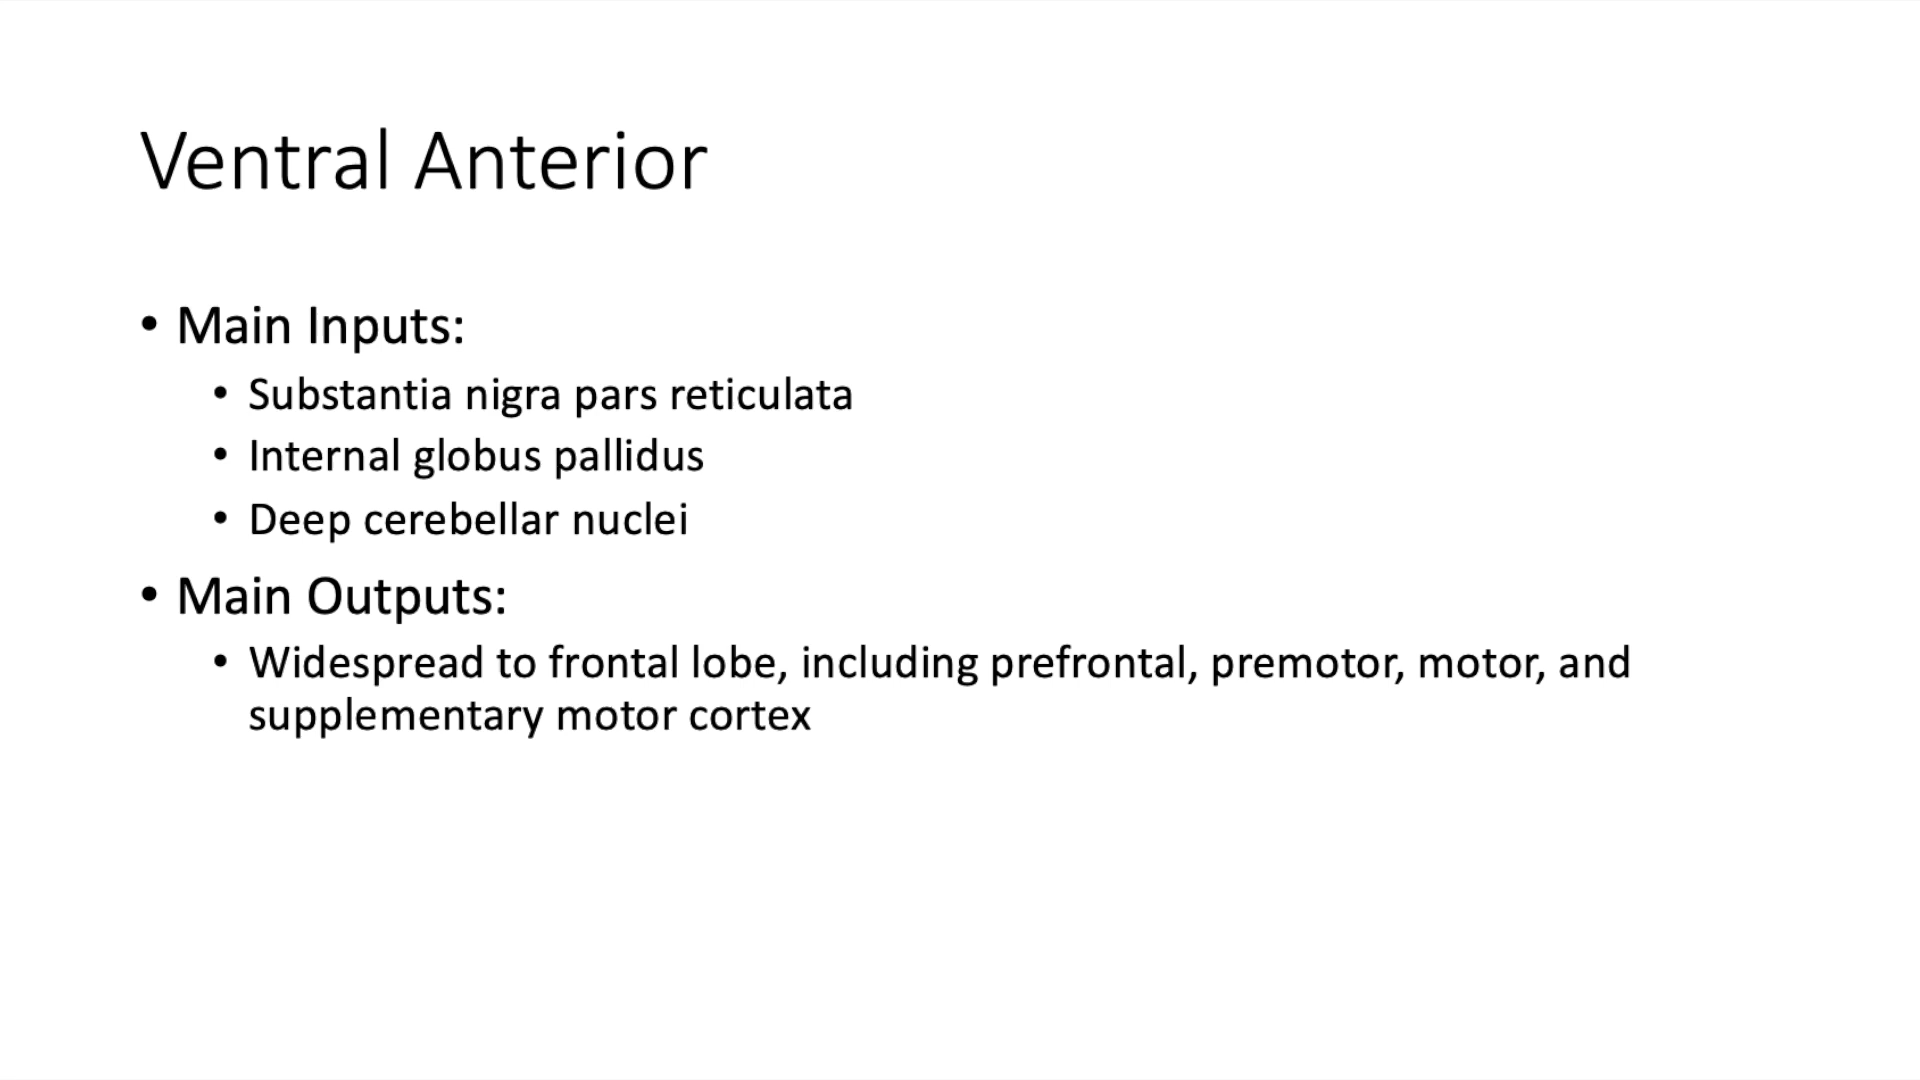 Ventral Anterior
• Main Inputs:
• Substantia nigra pars reticulata
• Internal globus pallidus
• Deep cerebellar nuclei
• Main Outputs:
• Widespread to frontal lobe, including prefrontal, premotor, motor, and
supplementary motor cortex